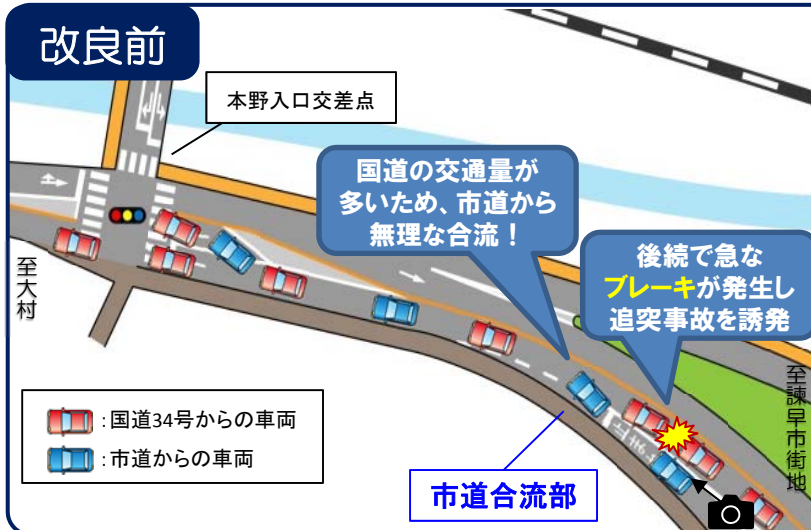 改良前
本野入口交差点
国道の交通量が
多いため、市道から
無理な合流！
後続で急な
ブレーキが発生し
追突事故を誘発
至大村
至諫早市街地
：国道34号からの車両
：市道からの車両
市道合流部